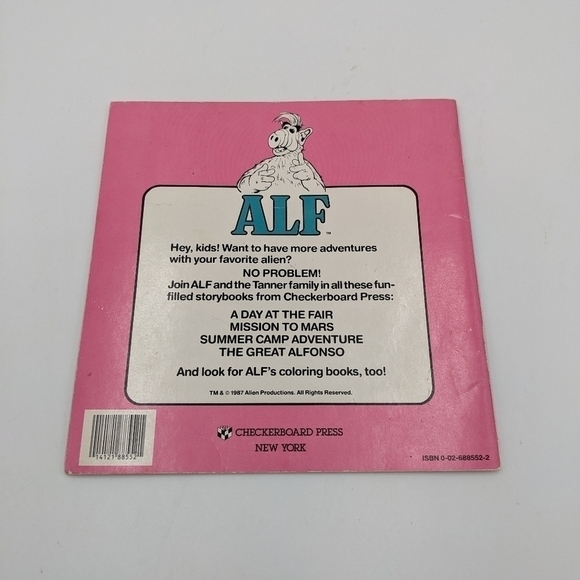 ALF™
Hey, kids! Want to have more adventures
with your favorite alien?
NO PROBLEM!
Join ALF and the Tanner family in all these fun-
filled storybooks from Checkerboard Press:
A DAY AT THE FAIR
MISSION TO MARS
SUMMER CAMP ADVENTURE
THE GREAT ALFONSO
And look for ALF's coloring books, too!
TM & © 1987 Alien Productions. All Rights Reserved.
CHECKERBOARD PRESS
NEW YORK
14121 88552
ISBN 0-02-688552-2